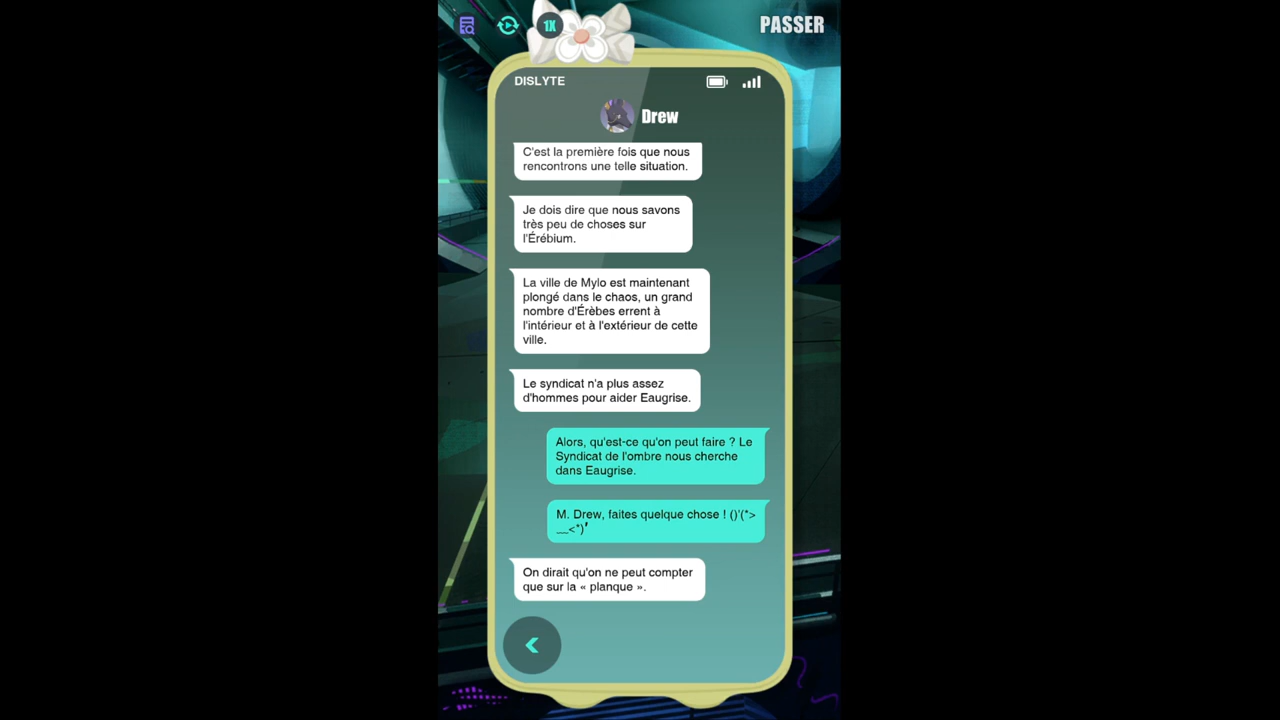 1X
PASSER
DISLYTE
Drew
C'est la première fois que nous
rencontrons une telle situation.
Je dois dire que nous savons
très peu de choses sur
l'Érébium.
La ville de Mylo est maintenant
plongé dans le chaos, un grand
nombre d'Érèbes errent à
l'intérieur et à l'extérieur de cette
ville.
Le syndicat n'a plus assez
d'hommes pour aider Eaugrise.
Alors, qu'est-ce qu'on peut faire ? Le
Syndicat de l'ombre nous cherche
dans Eaugrise.
M. Drew, faites quelque chose ! ()'(*>
__<*)′
On dirait qu'on ne peut compter
que sur la « planque ».